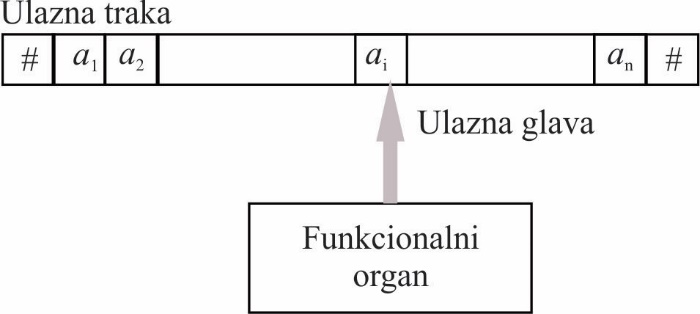 Ulazna traka
# a₁ a₂ aᵢ aₙ #
Ulazna glava
Funkcionalni
organ